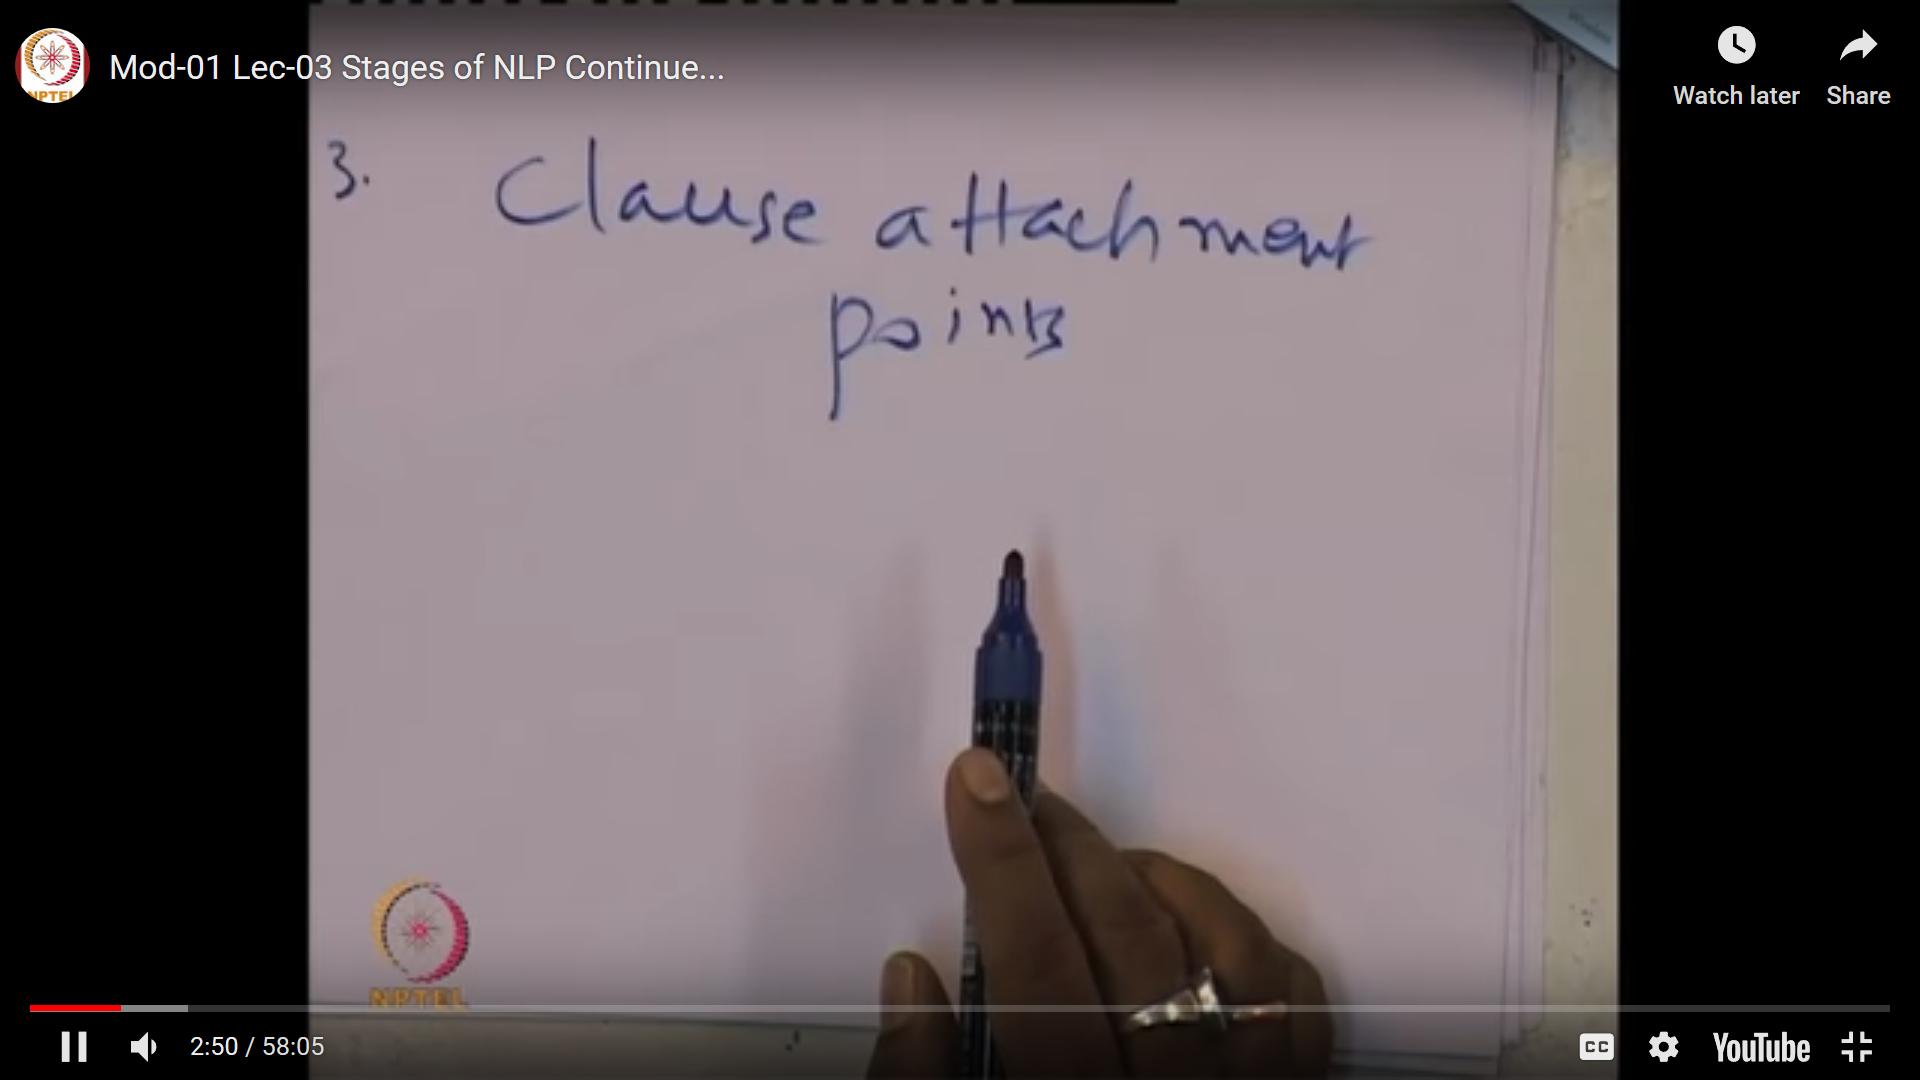 Mod-01 Lec-03 Stages of NLP Continue...
Watch later
Share
3. Clause attachment
points
NPTEL
2:50 / 58:05
CC
YouTube